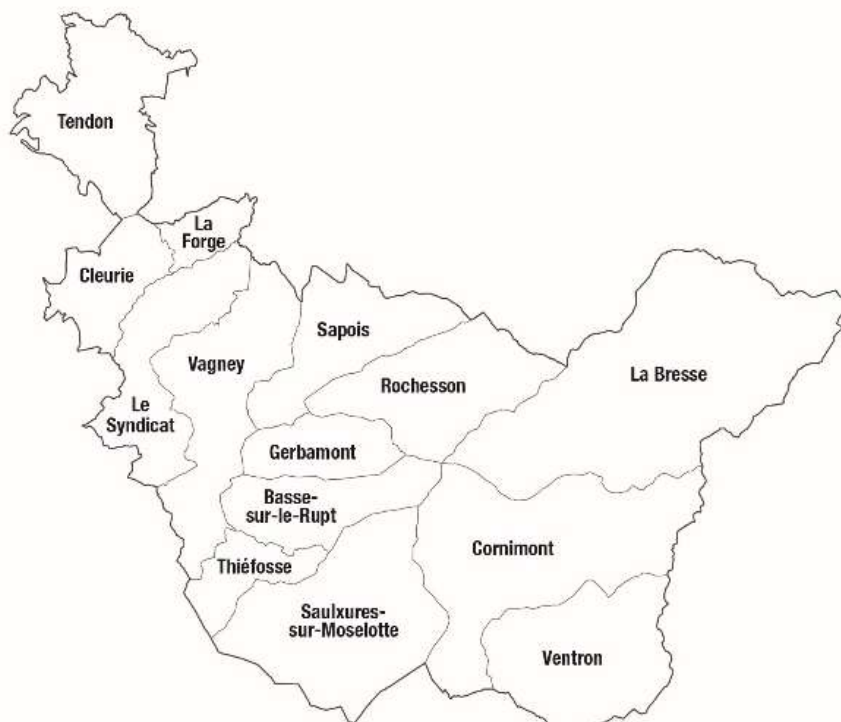 Tendon
La
Forge
Cleurie
Sapois
Vagney
La Bresse
Rochesson
Le
Syndicat
Gerbamont
Basse-
sur-le-Rupt
Cornimont
Thiéfosse
Saulxures-
sur-Moselotte
Ventron